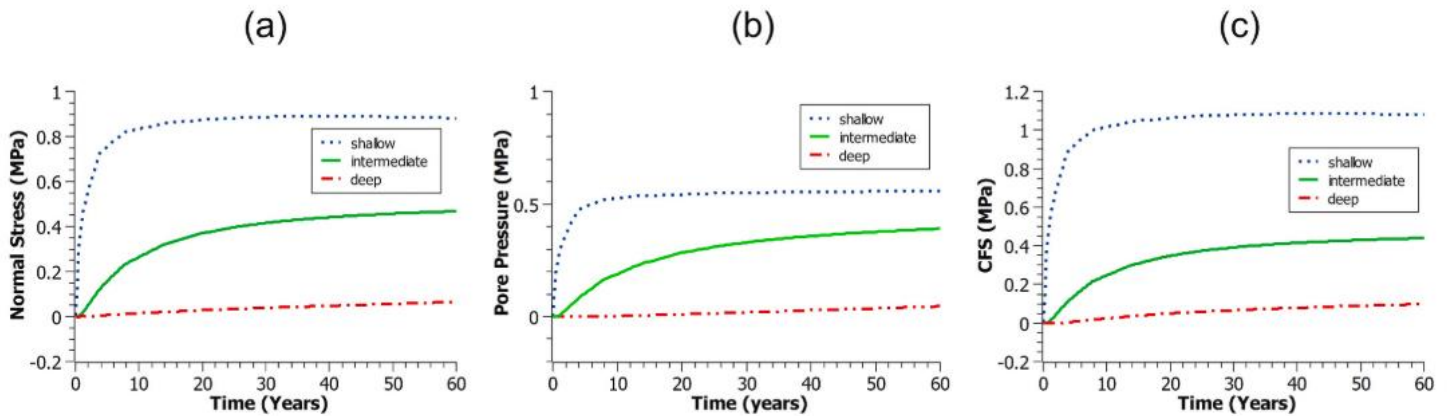 (a)
(b)
(c)
Normal Stress (MPa)
1
0.8
0.6
0.4
0.2
0
-0.2
shallow
intermediate
deep
0 10 20 30 40 50 60
Time (Years)
Pore Pressure (MPa)
1
0.5
0
shallow
intermediate
deep
0 10 20 30 40 50 60
Time (years)
CFS (MPa)
1.2
1
0.8
0.6
0.4
0.2
0
-0.2
shallow
intermediate
deep
0 10 20 30 40 50 60
Time (Years)